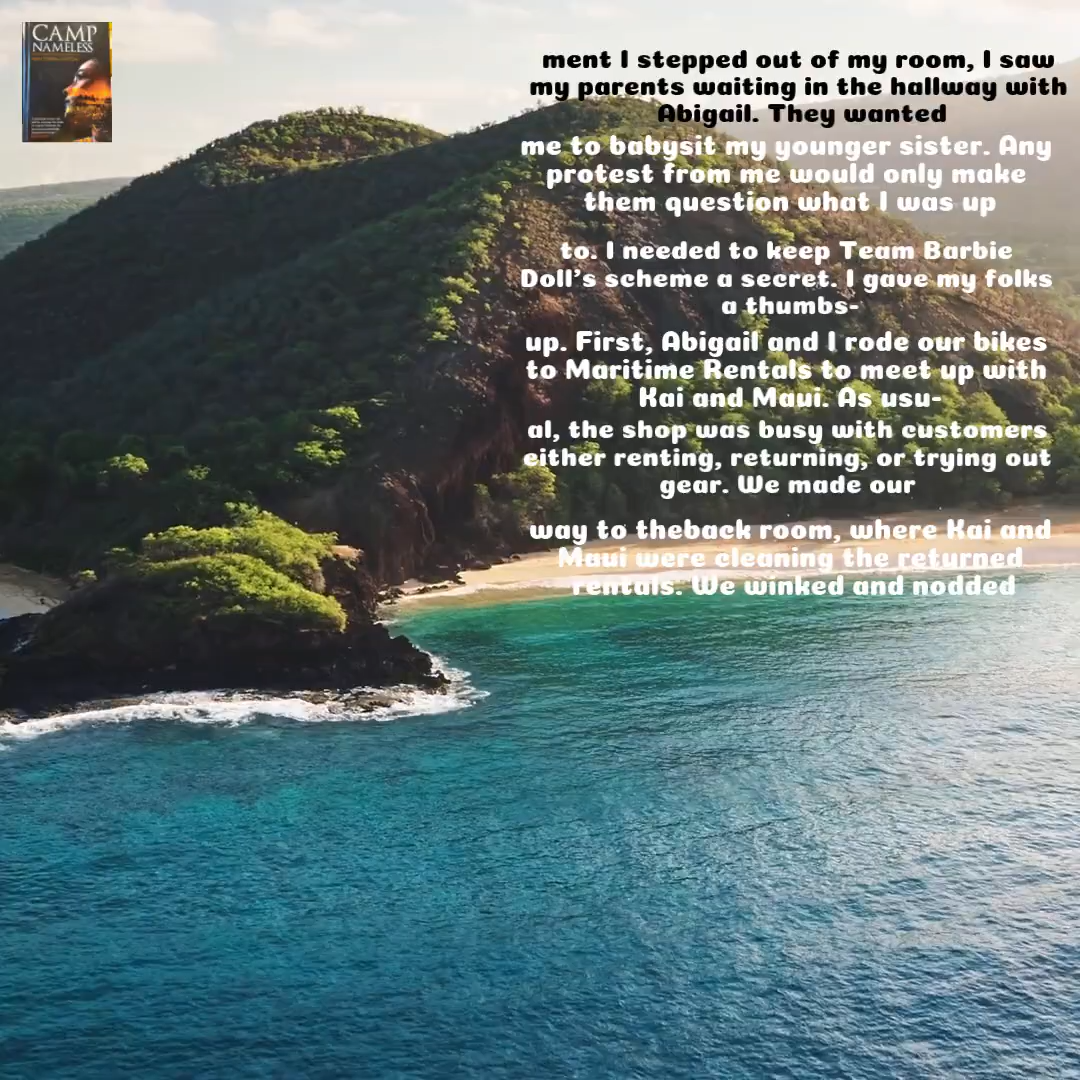 CAMP
NAMELESS
ment I stepped out of my room, I saw
my parents waiting in the hallway with
Abigail. They wanted
me to babysit my younger sister. Any
protest from me would only make
them question what I was up
to. I needed to keep Team Barbie
Doll's scheme a secret. I gave my folks
a thumbs-
up. First, Abigail and I rode our bikes
to Maritime Rentals to meet up with
Kai and Maui. As usu-
al, the shop was busy with customers
either renting, returning, or trying out
gear. We made our
way to theback room, where Kai and
Maui were cleaning the returned
rentals. We winked and nodded